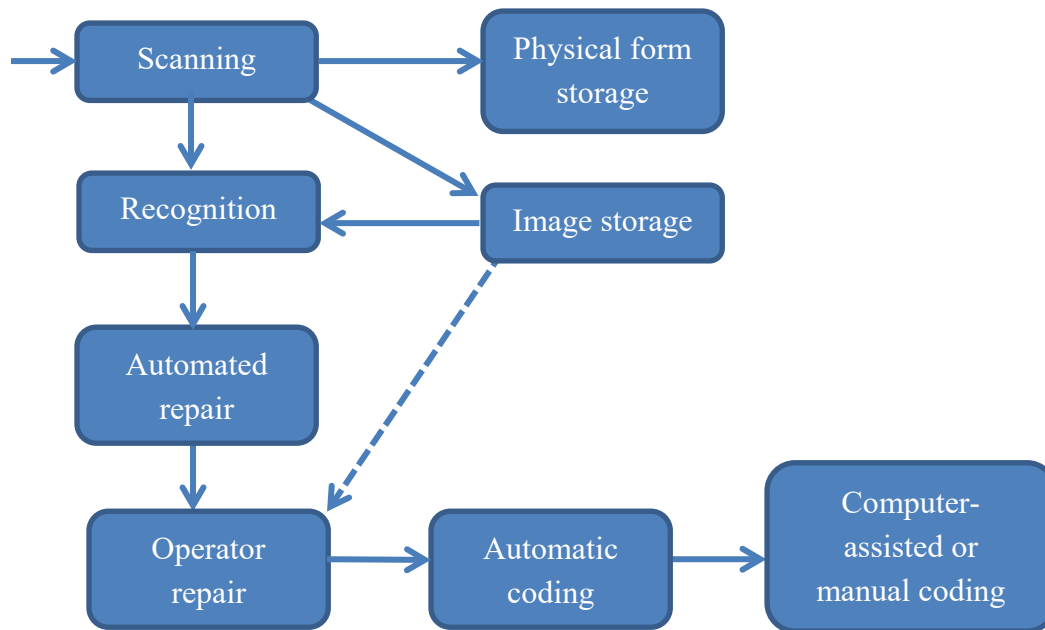 Scanning
Physical form
storage
Recognition
Image storage
Automated
repair
Operator
repair
Automatic
coding
Computer-
assisted or
manual coding